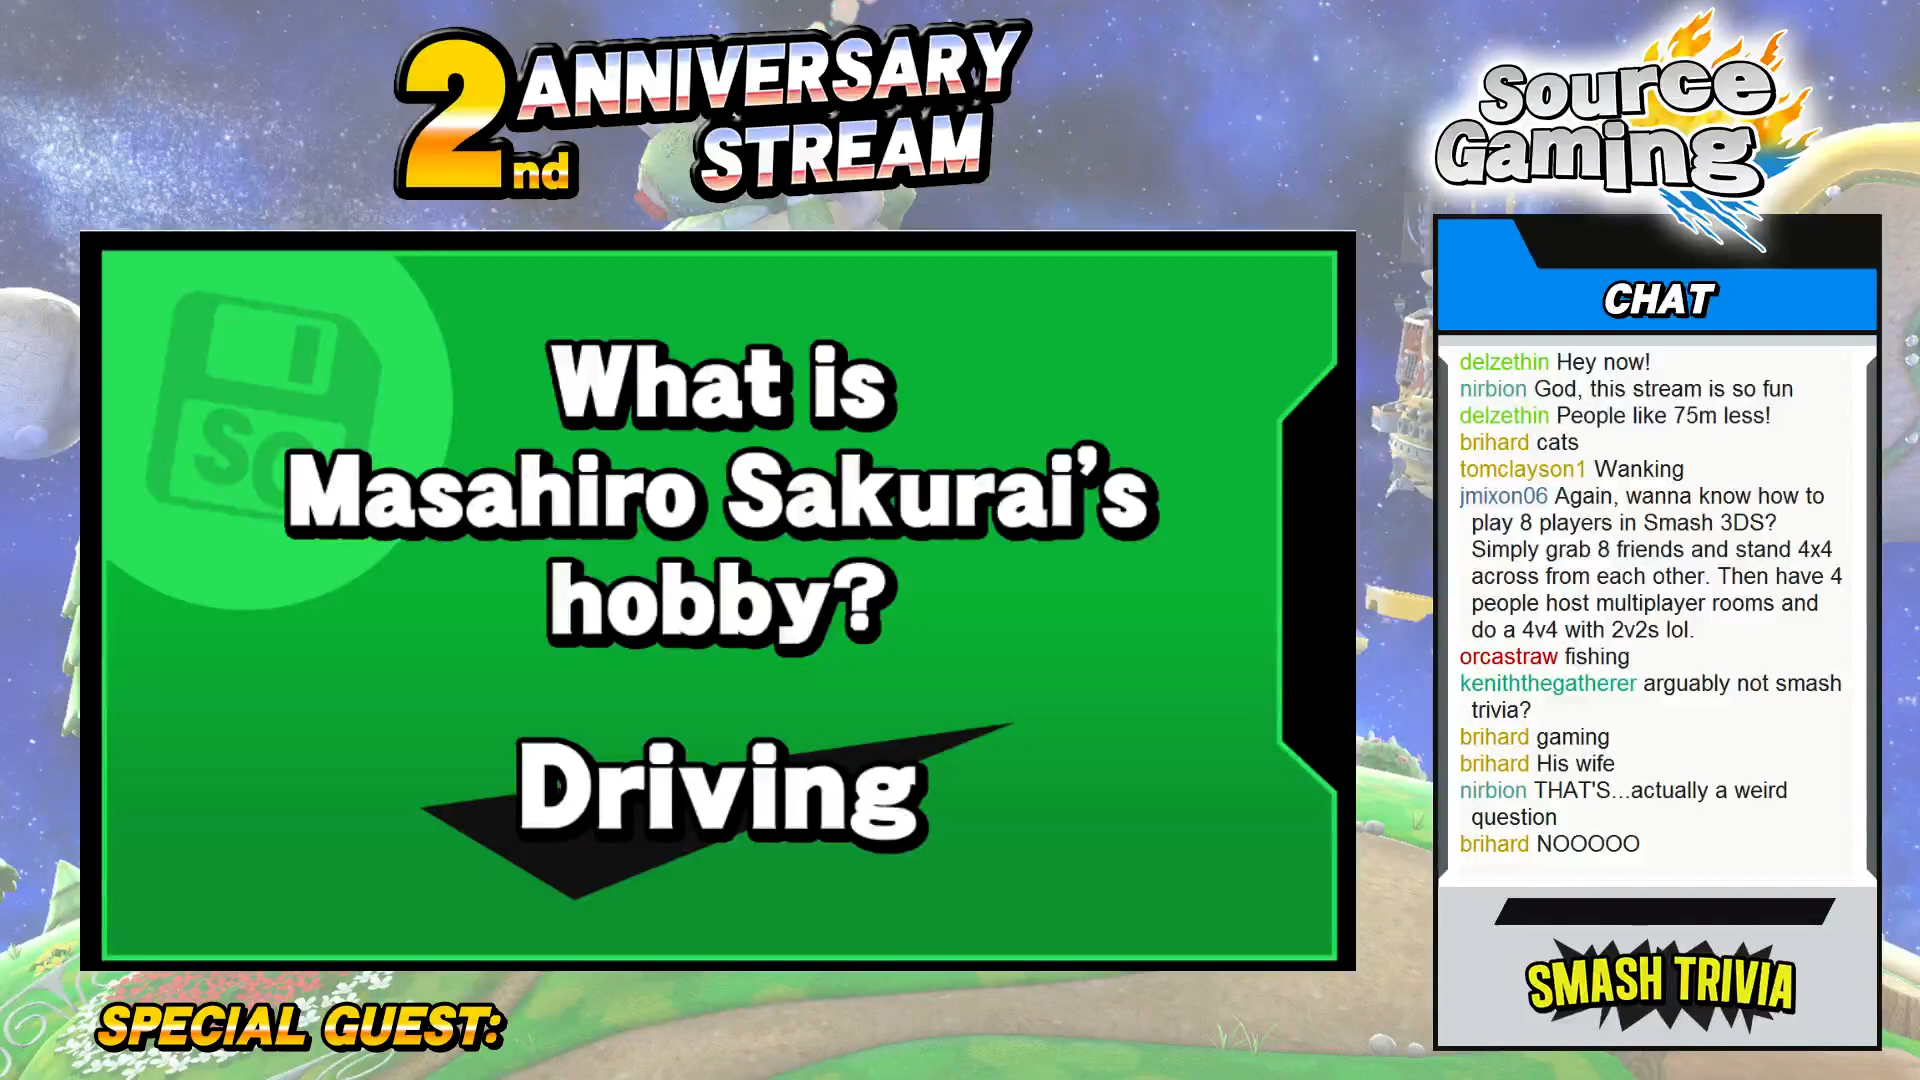 2nd ANNIVERSARY
STREAM
Source
Gaming
SG
What is
Masahiro Sakurai's
hobby?
Driving
CHAT
delzethin Hey now!
nirbion God, this stream is so fun
delzethin People like 75m less!
brihard cats
tomclayson1 Wanking
jmixon06 Again, wanna know how to
play 8 players in Smash 3DS?
Simply grab 8 friends and stand 4x4
across from each other. Then have 4
people host multiplayer rooms and
do a 4v4 with 2v2s lol.
orcastraw fishing
keniththegatherer arguably not smash
trivia?
brihard gaming
brihard His wife
nirbion THAT'S...actually a weird
question
brihard NOOOOO
SMASH TRIVIA
SPECIAL GUEST: